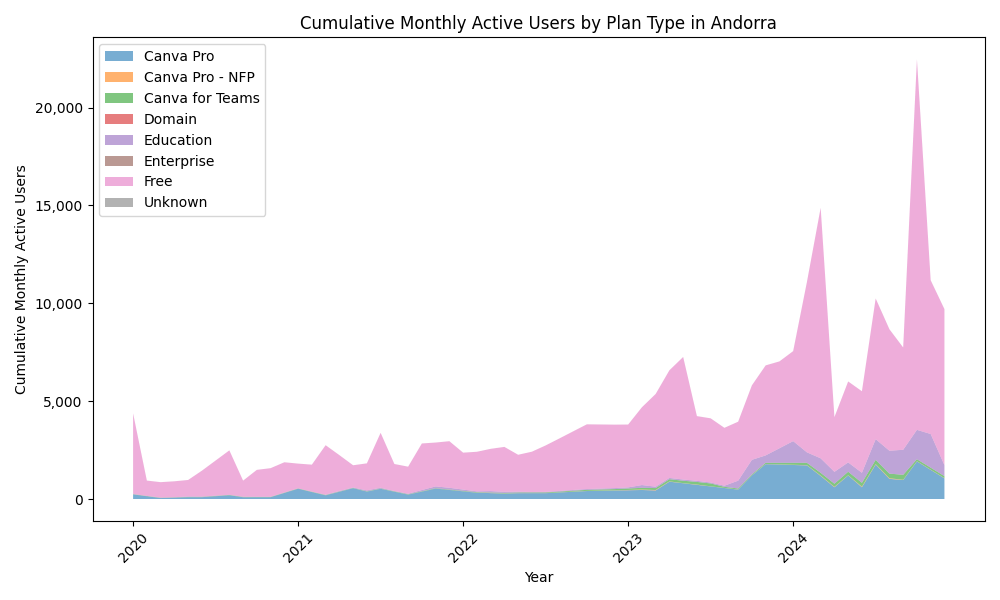 Cumulative Monthly Active Users by Plan Type in Andorra
Canva Pro
Canva Pro - NFP
Canva for Teams
Domain
Education
Enterprise
Free
Unknown
Cumulative Monthly Active Users
20,000
15,000
10,000
5,000
0
2020
2021
2022
2023
2024
Year